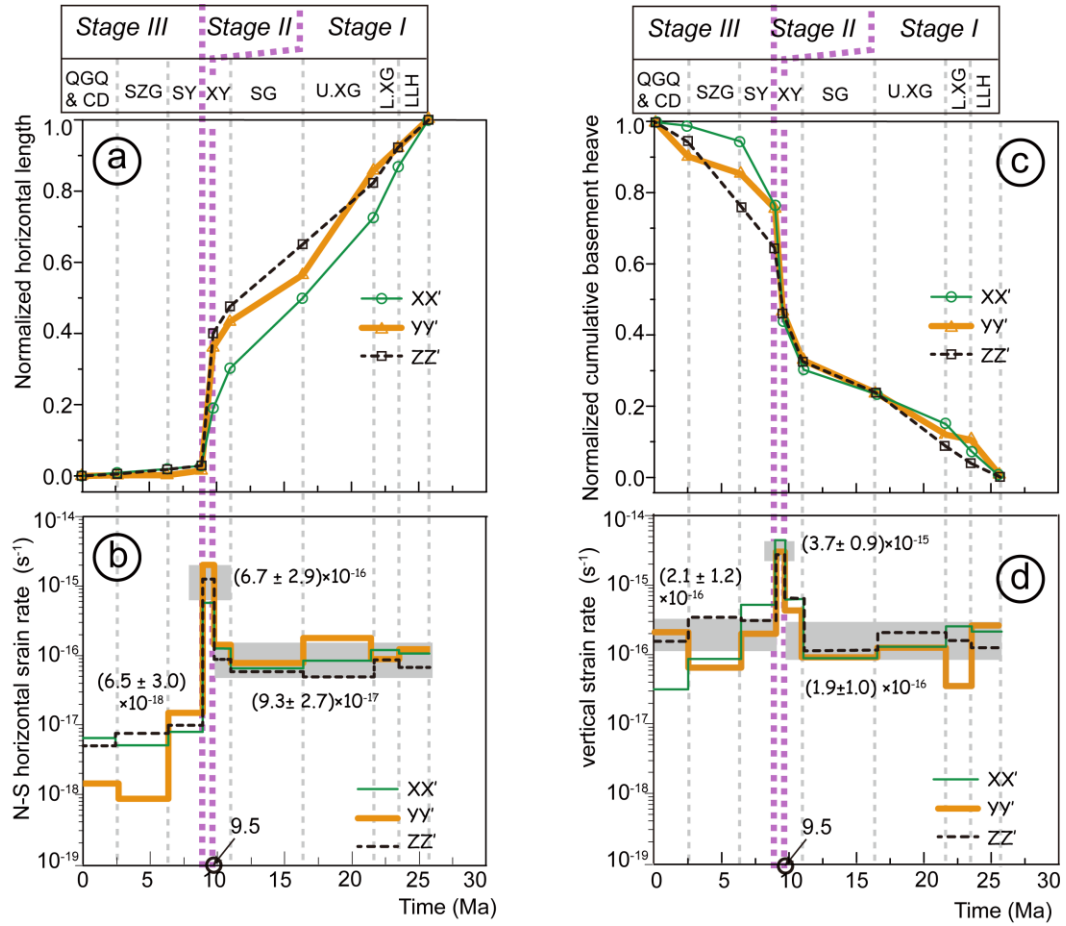 Stage III Stage II Stage I
QGQ & CD SZG SY XY SG U.XG L.XG LLH
a
Normalized horizontal length
1.0
0.8
0.6
0.4
0.2
0.0
XX'
YY'
ZZ'
b
N-S horizontal srain rate (s-1)
10-14
10-15
10-16
10-17
10-18
10-19
(6.7 ± 2.9)×10-16
(6.5 ± 3.0)
×10-18
(9.3± 2.7)×10-17
XX'
YY'
ZZ'
9.5
0 5 10 15 20 25 30
Time (Ma)
Stage III Stage II Stage I
QGQ & CD SZG SY XY SG U.XG L.XG LLH
c
Normalized cumulative basement heave
1.0
0.8
0.6
0.4
0.2
0.0
XX'
YY'
ZZ'
d
vertical strain rate (s-1)
10-14
10-15
10-16
10-17
10-18
10-19
(3.7± 0.9)×10-15
(2.1 ± 1.2)
×10-16
(1.9±1.0) ×10-16
XX'
YY'
ZZ'
9.5
0 5 10 15 20 25 30
Time (Ma)